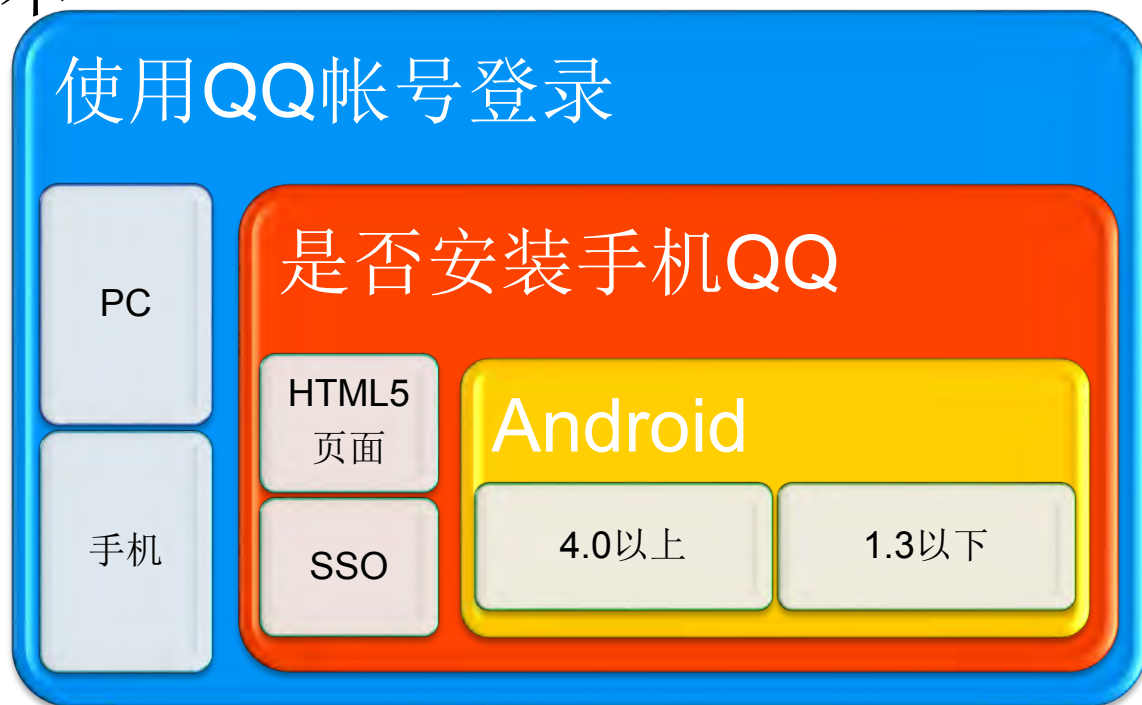 使用QQ帐号登录
PC
手机
是否安装手机QQ
HTML5
页面
SSO
Android
4.0以上
1.3以下